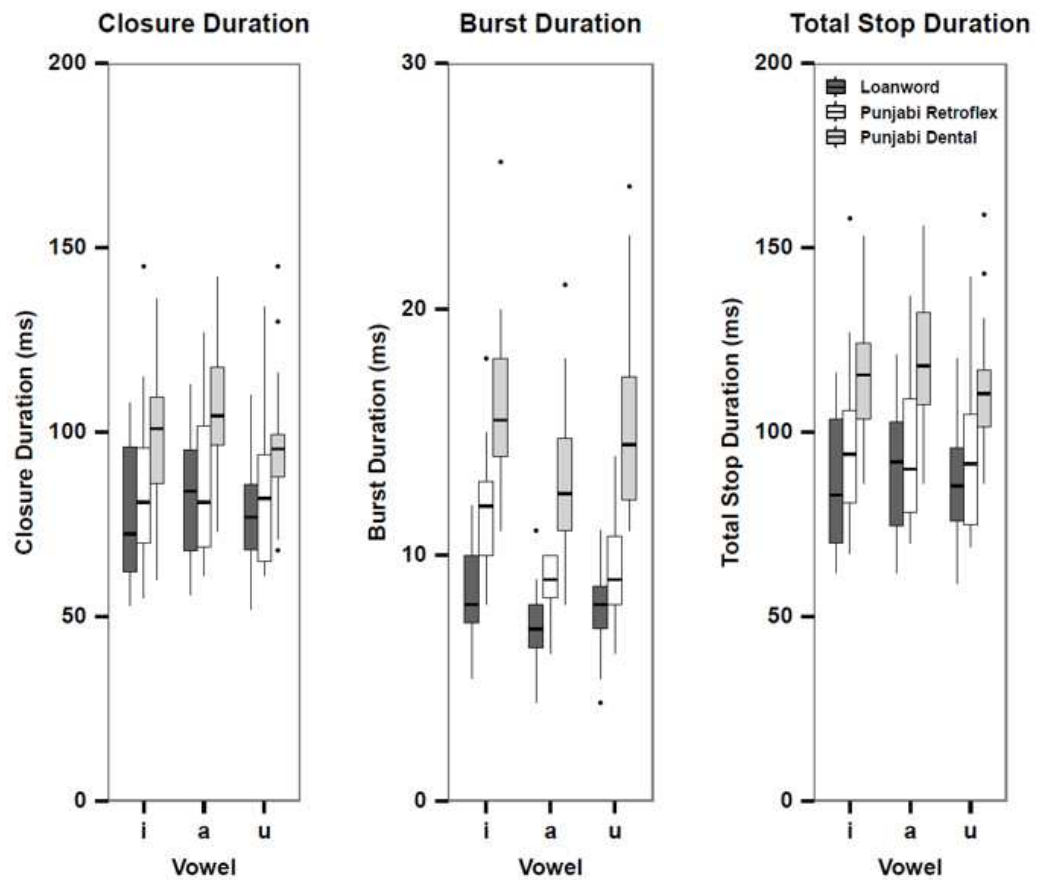 Closure Duration
Burst Duration
Total Stop Duration
Closure Duration (ms)
200
150
100
50
0
i a u
Vowel
Burst Duration (ms)
30
20
10
0
i a u
Vowel
Total Stop Duration (ms)
200
150
100
50
0
Loanword
Punjabi Retroflex
Punjabi Dental
i a u
Vowel